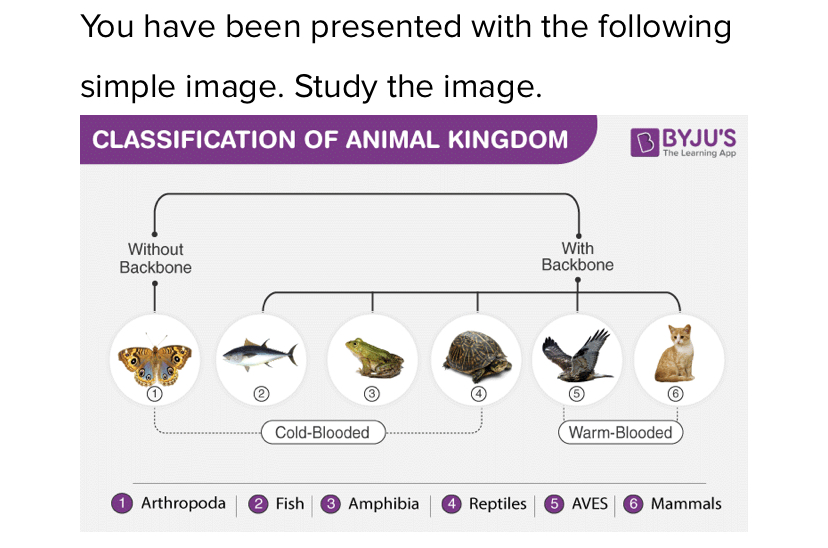 You have been presented with the following
simple image. Study the image.
CLASSIFICATION OF ANIMAL KINGDOM
BYJU'S
The Learning App
Without
Backbone
With
Backbone
1 2 3 4 5 6
Cold-Blooded Warm-Blooded
1 Arthropoda 2 Fish 3 Amphibia 4 Reptiles 5 AVES 6 Mammals